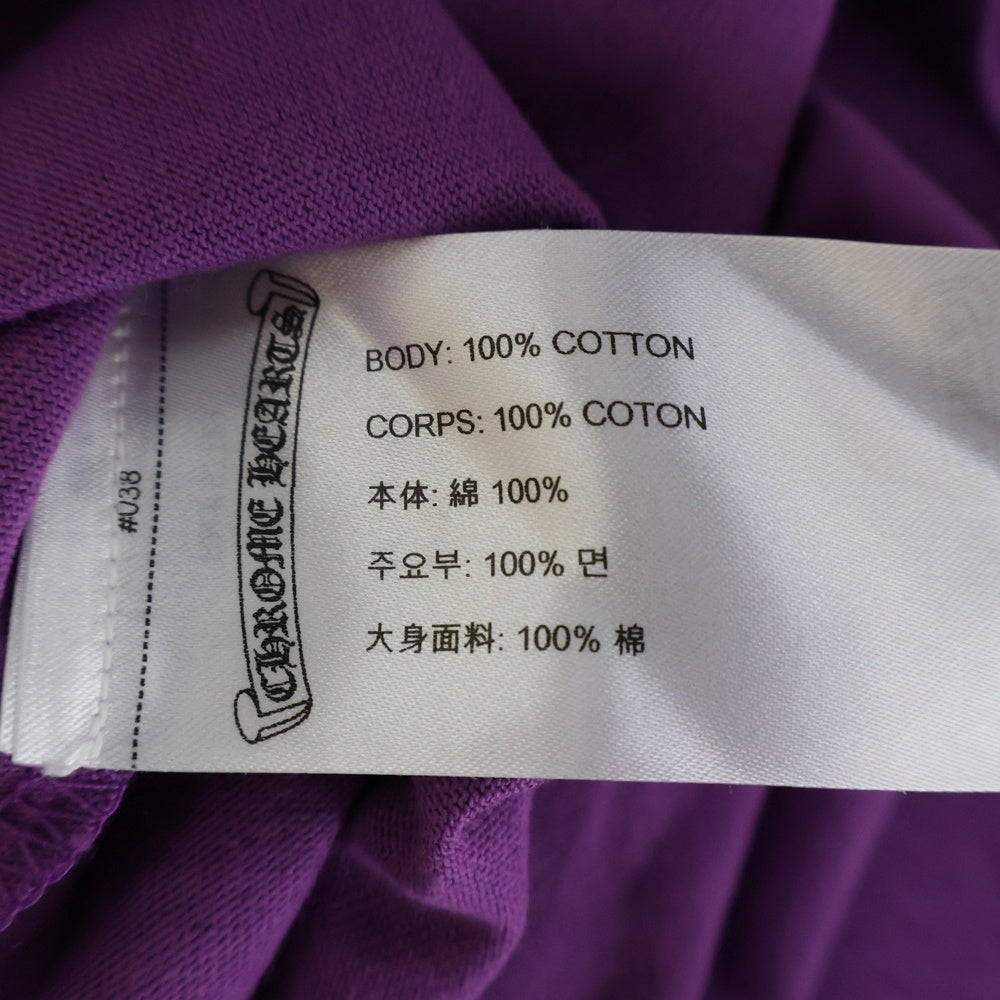 #038
CHROME HEARTS
BODY: 100% COTTON
CORPS: 100% COTON
本体: 綿 100%
주요부: 100% 면
大身面料: 100% 棉